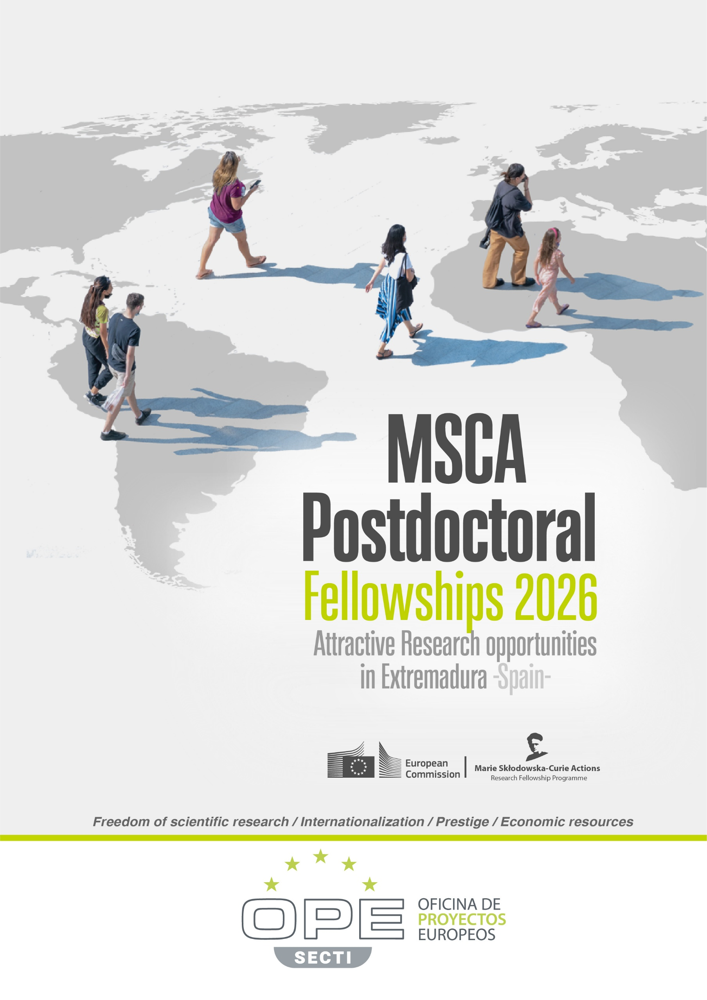 MSCA
Postdoctoral
Fellowships 2026
Attractive Research opportunities
in Extremadura -Spain-
European
Commission
Marie Skłodowska-Curie Actions
Research Fellowship Programme
Freedom of scientific research / Internationalization / Prestige / Economic resources
OPE
SECTI
OFICINA DE
PROYECTOS
EUROPEOS